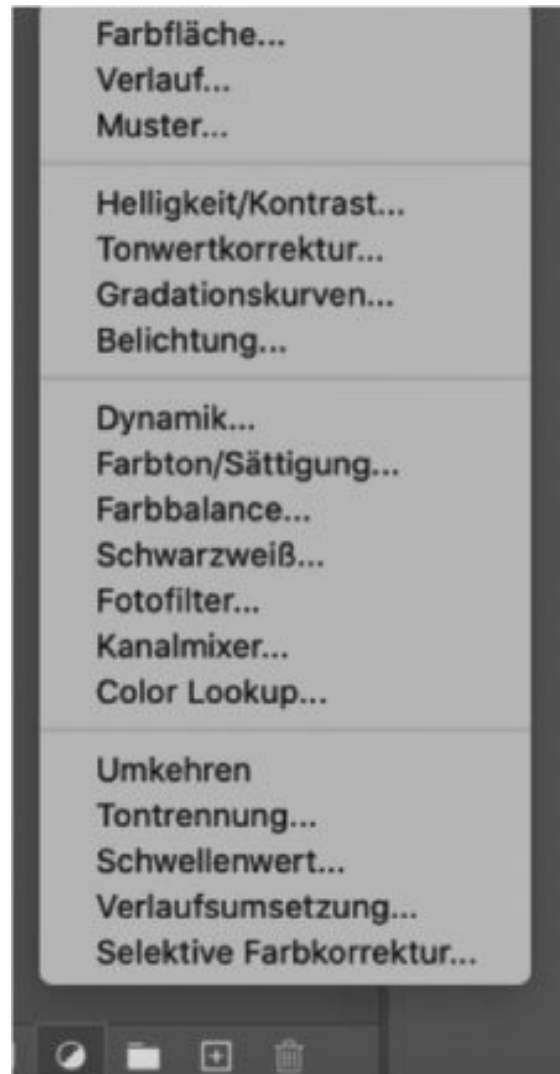 Farbfläche...
Verlauf...
Muster...
Helligkeit/Kontrast...
Tonwertkorrektur...
Gradationskurven...
Belichtung...
Dynamik...
Farbton/Sättigung...
Farbbalance...
Schwarzweiß...
Fotofilter...
Kanalmixer...
Color Lookup...
Umkehren
Tontrennung...
Schwellenwert...
Verlaufsumsetzung...
Selektive Farbkorrektur...